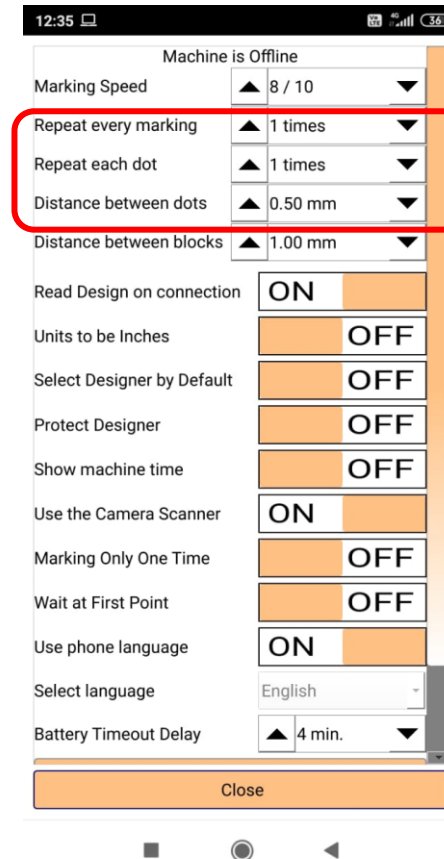 12:35
4G
36
Machine is Offline
Marking Speed 8 / 10
Repeat every marking 1 times
Repeat each dot 1 times
Distance between dots 0.50 mm
Distance between blocks 1.00 mm
Read Design on connection ON
Units to be Inches OFF
Select Designer by Default OFF
Protect Designer OFF
Show machine time OFF
Use the Camera Scanner ON
Marking Only One Time OFF
Wait at First Point OFF
Use phone language ON
Select language English
Battery Timeout Delay 4 min.
Close